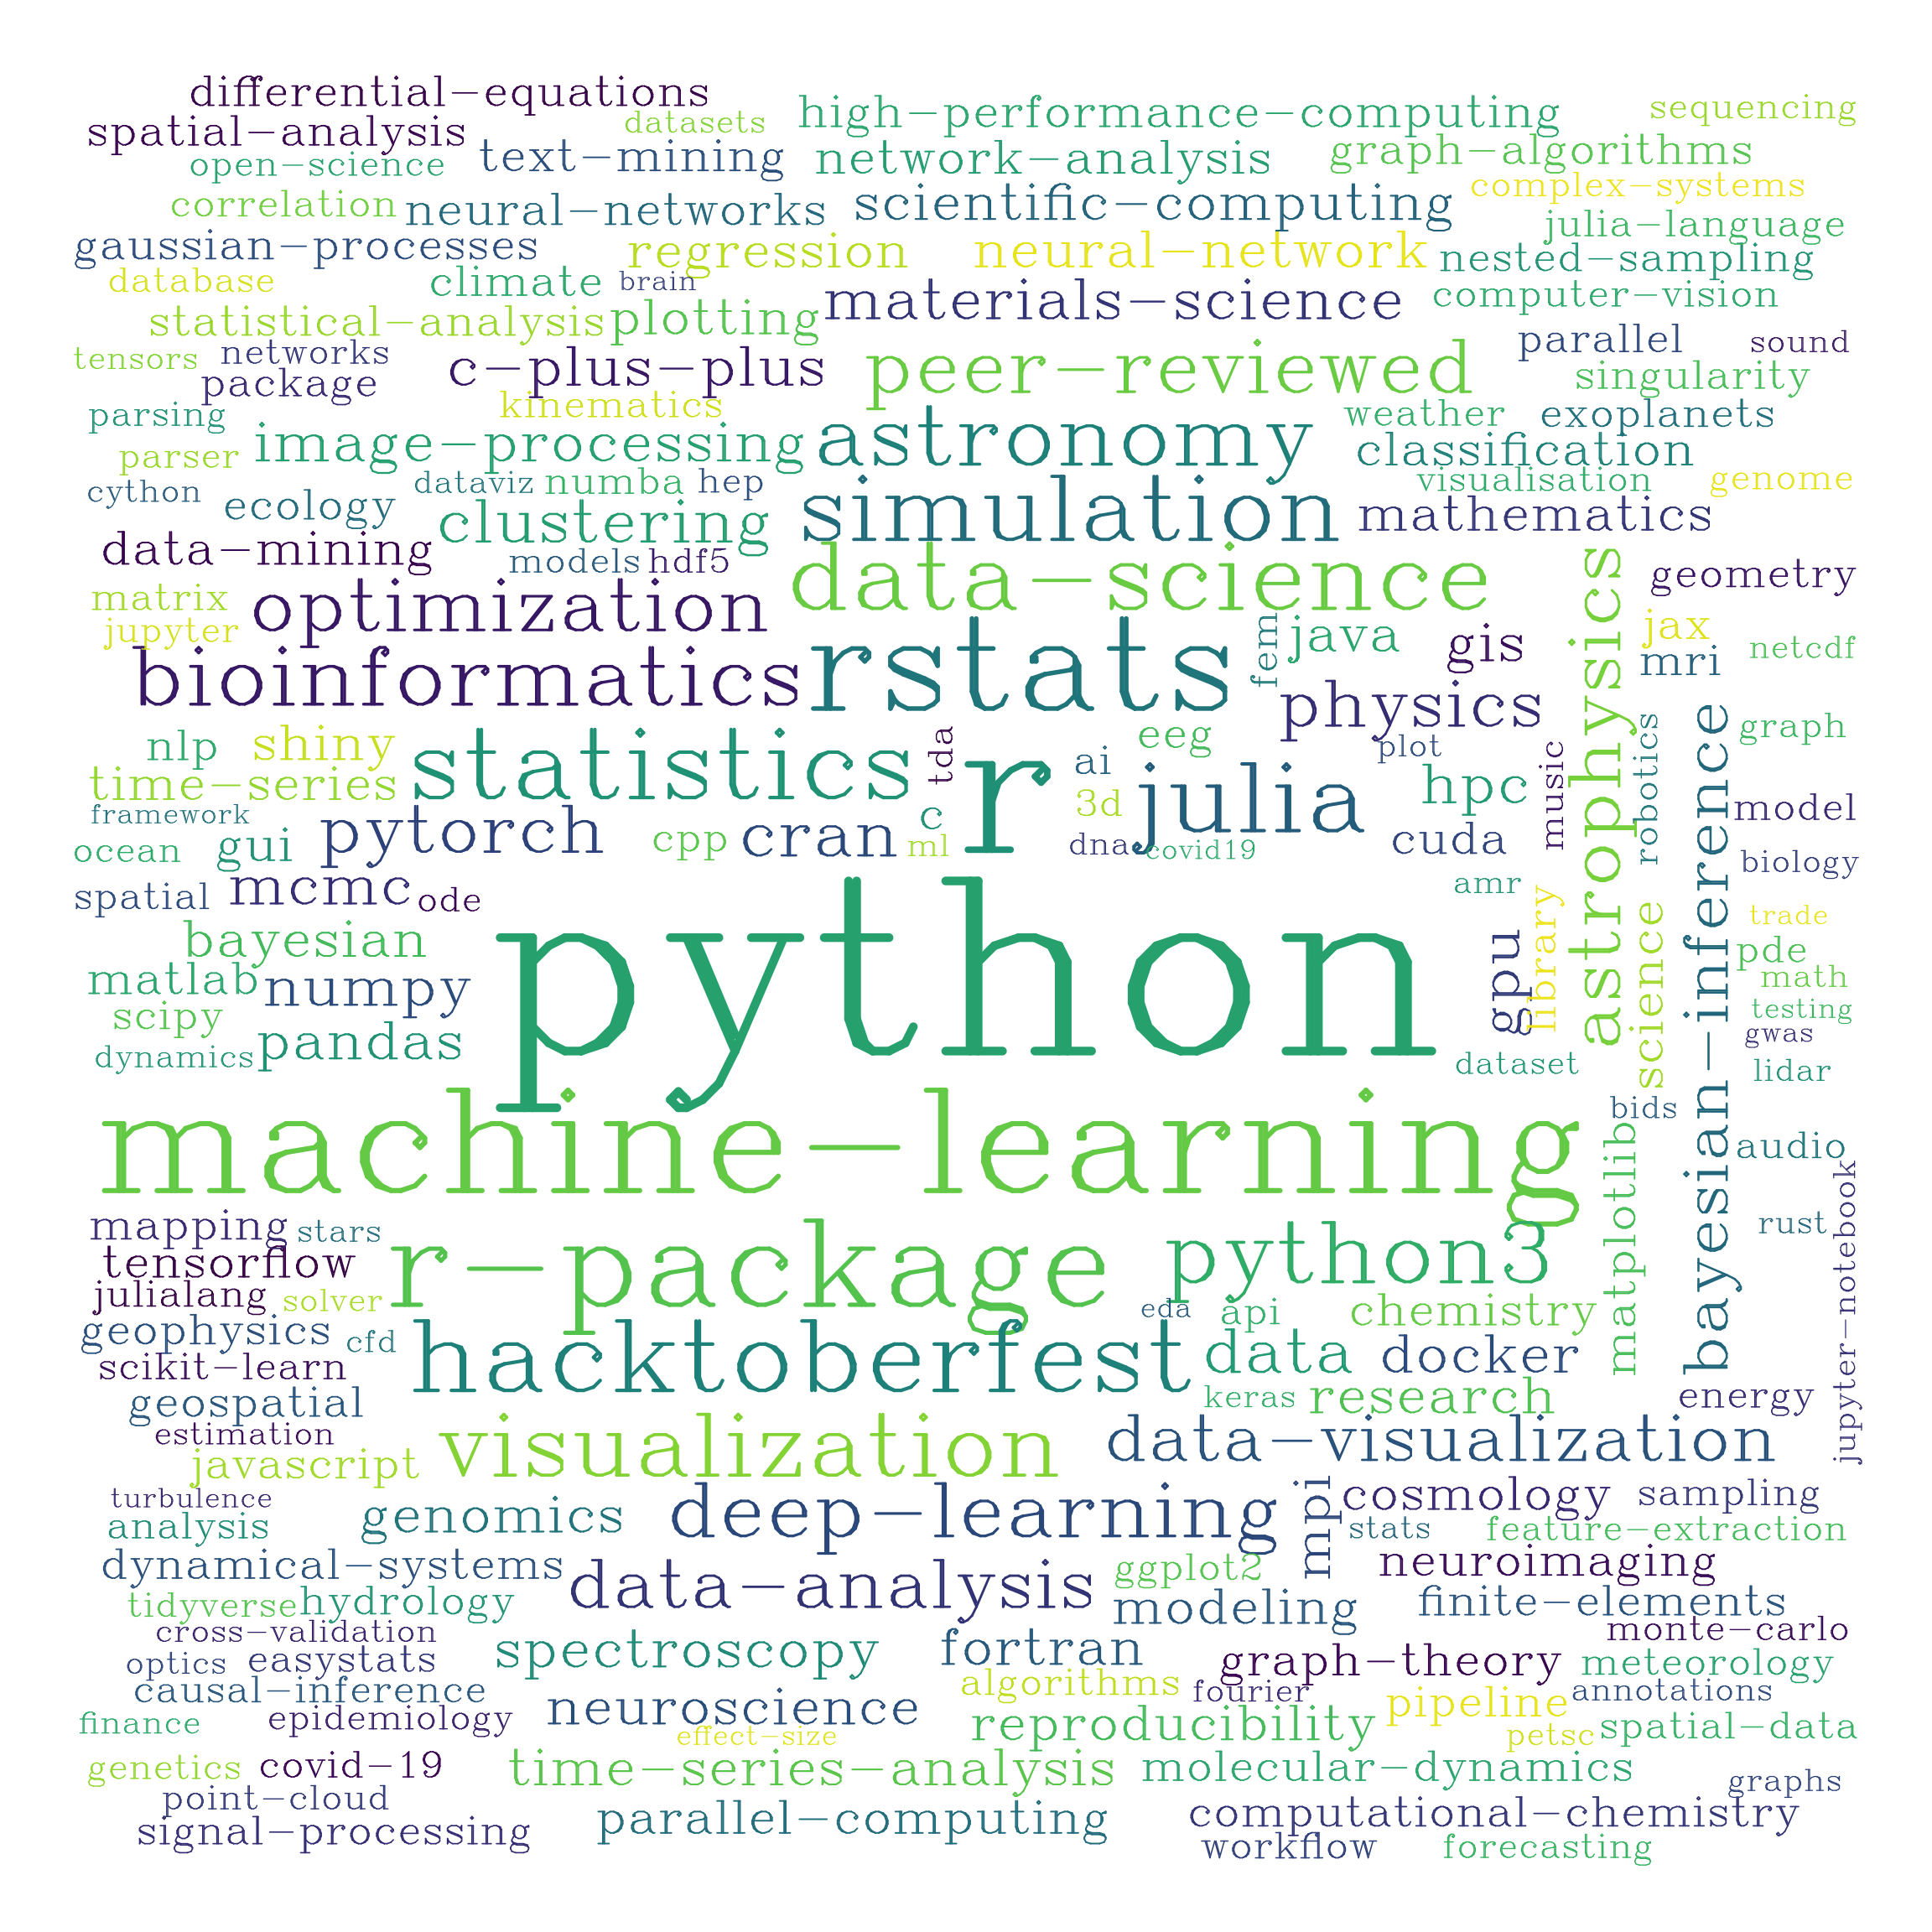 differential-equations
spatial-analysis
datasets
high-performance-computing
sequencing
open-science
text-mining
network-analysis
graph-algorithms
correlation
neural-networks
scientific-computing
complex-systems
julia-language
gaussian-processes
regression
neural-network
nested-sampling
database
climate
brain
materials-science
computer-vision
statistical-analysis
plotting
tensors
networks
package
c-plus-plus
peer-reviewed
parallel
sound
singularity
parsing
kinematics
weather
exoplanets
parser
image-processing
astronomy
classification
cython
dataviz
numba
hep
visualisation
genome
ecology
clustering
simulation
mathematics
data-mining
models
hdf5
data-science
geometry
matrix
jupyter
optimization
fem
java
gis
jax
mri
netcdf
bioinformatics
rstats
physics
astrophysics
nlp
shiny
statistics
tda
r
ai
eeg
plot
music
robotics
graph
time-series
3d
julia
hpc
model
framework
ocean
gui
pytorch
cpp
cran
c
ml
dna
covid19
cuda
biology
spatial
mcmc
ode
amr
bayesian-inference
bayesian
python
gpu
library
science
trade
pde
matlab
numpy
math
scipy
testing
gwas
dynamics
pandas
dataset
lidar
machine-learning
bids
matplotlib
audio
mapping
stars
r-package
python3
rust
jupyter-notebook
tensorflow
julialang
solver
eda
api
chemistry
geophysics
cfd
hacktoberfest
data
docker
scikit-learn
geospatial
keras
research
energy
estimation
javascript
visualization
data-visualization
turbulence
analysis
genomics
deep-learning
mpi
cosmology
sampling
stats
feature-extraction
dynamical-systems
data-analysis
ggplot2
neuroimaging
tidyverse
hydrology
modeling
finite-elements
cross-validation
monte-carlo
optics
easystats
spectroscopy
fortran
graph-theory
meteorology
causal-inference
algorithms
fourier
annotations
finance
epidemiology
neuroscience
reproducibility
pipeline
effect-size
petsc
spatial-data
genetics
covid-19
time-series-analysis
molecular-dynamics
graphs
point-cloud
signal-processing
parallel-computing
computational-chemistry
workflow
forecasting